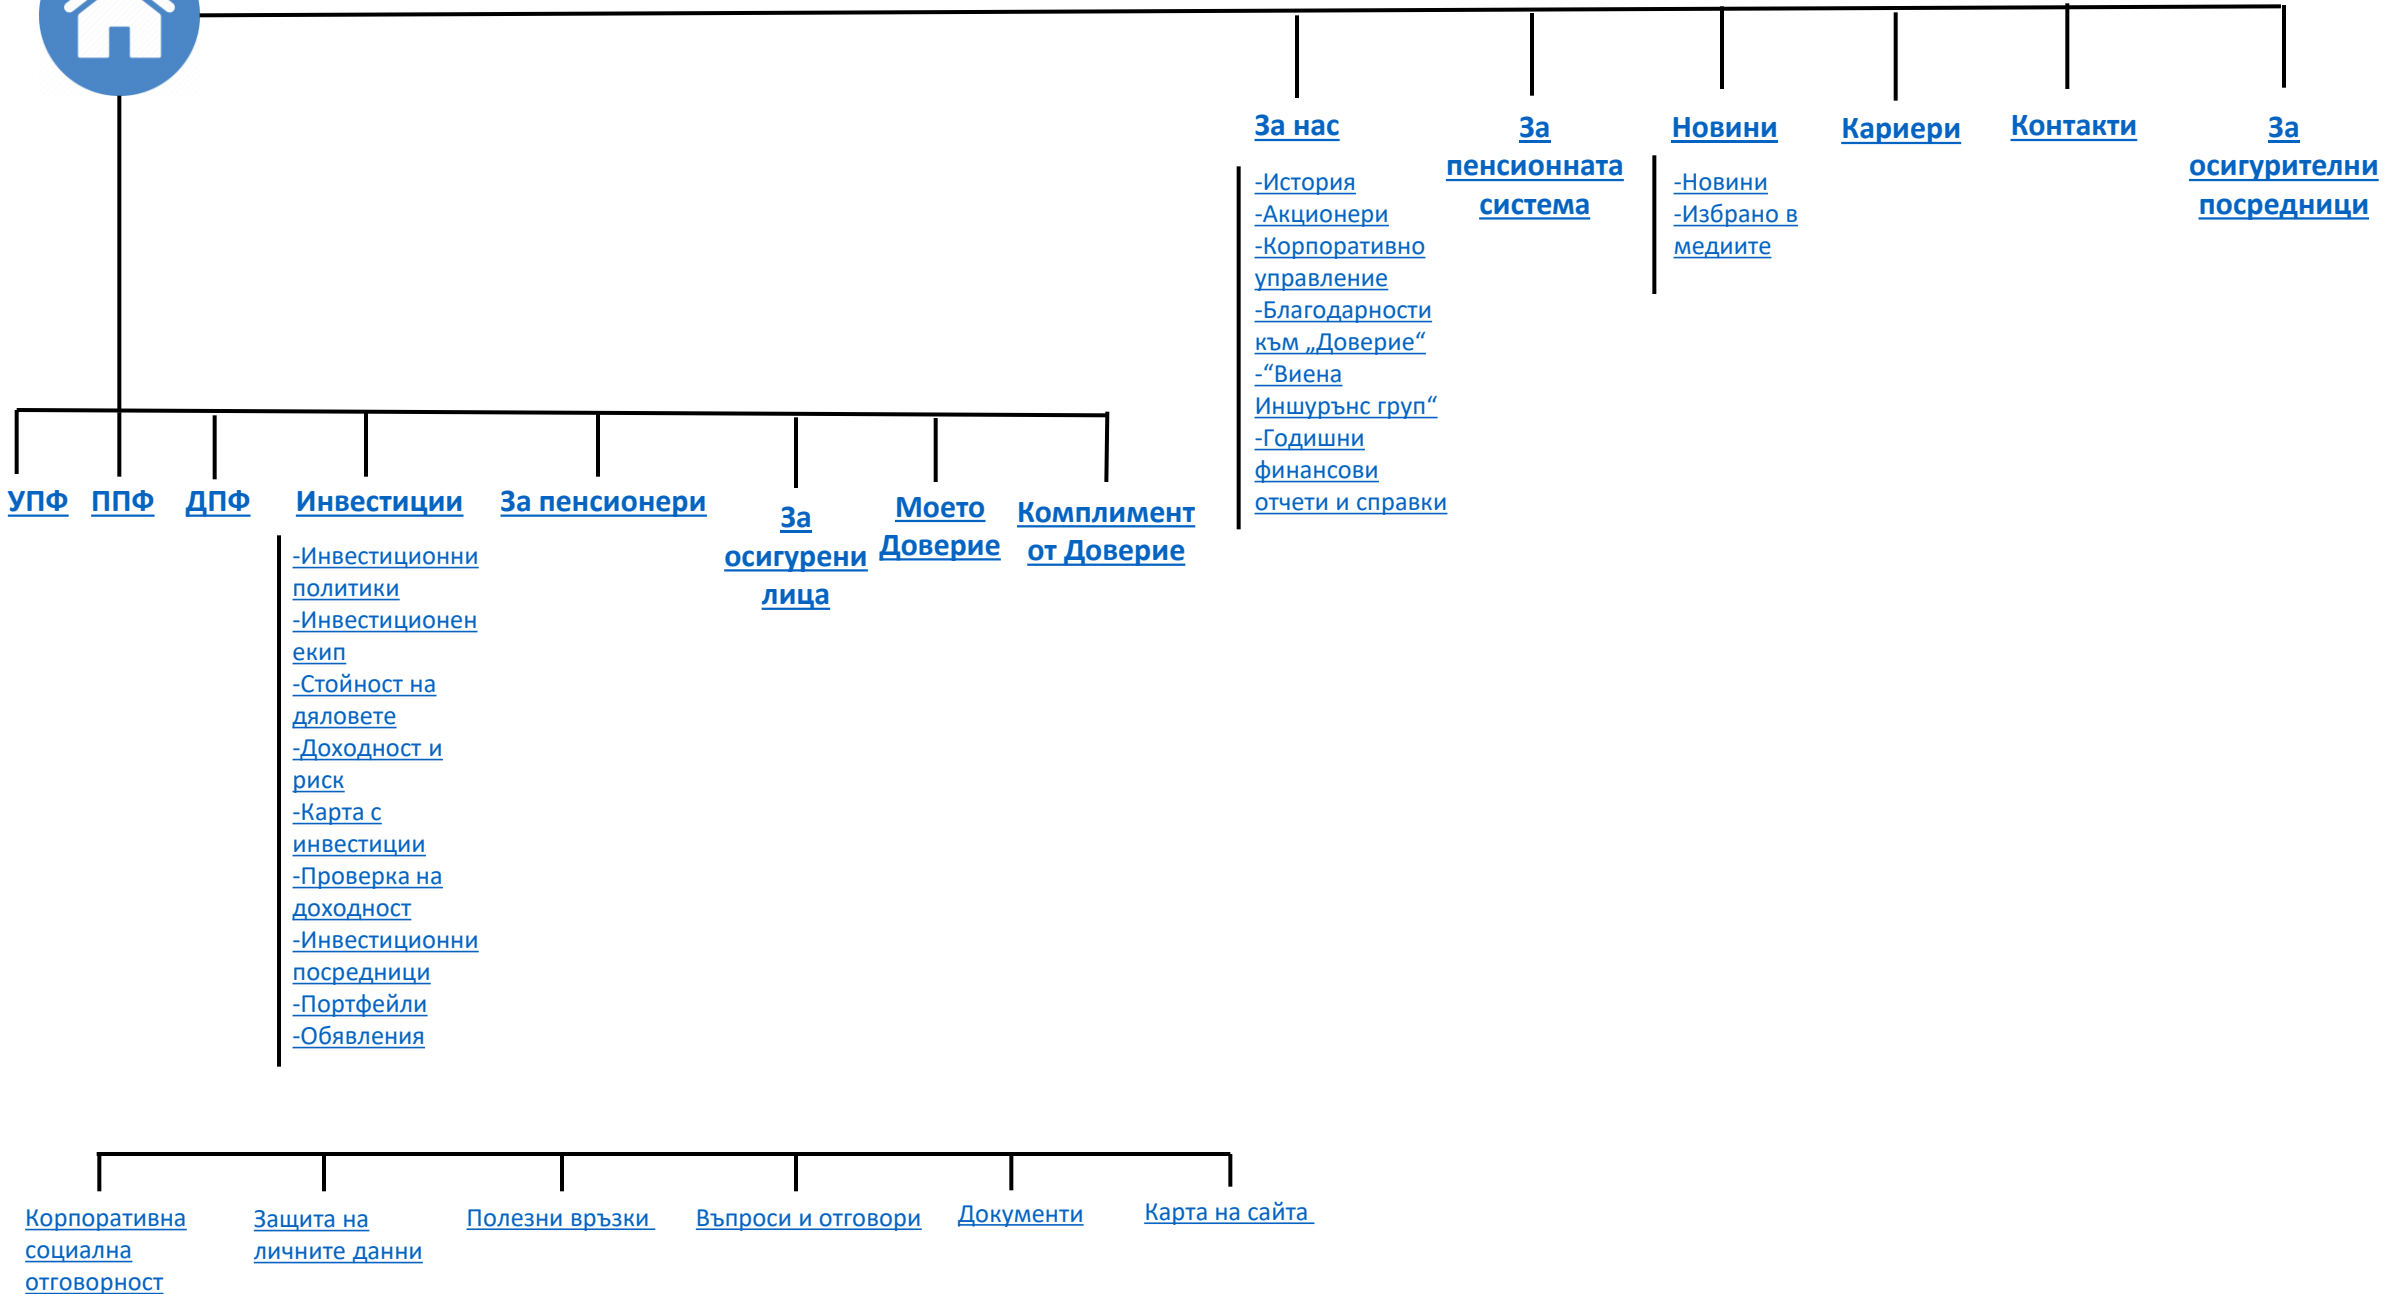 За нас
-История
-Акционери
-Корпоративно
управление
-Благодарности
към „Доверие“
-“Виена
Иншурънс груп“
-Годишни
финансови
отчети и справки
За
пенсионната
система
Новини
-Новини
-Избрано в
медиите
Кариери
Контакти
За
осигурителни
посредници
УПФ
ППФ
ДПФ
Инвестиции
-Инвестиционни
политики
-Инвестиционен
екип
-Стойност на
дяловете
-Доходност и
риск
-Карта с
инвестиции
-Проверка на
доходност
-Инвестиционни
посредници
-Портфейли
-Обявления
За пенсионери
За
осигурени
лица
Моето
Доверие
Комплимент
от Доверие
Корпоративна
социална
отговорност
Защита на
личните данни
Полезни връзки
Въпроси и отговори
Документи
Карта на сайта